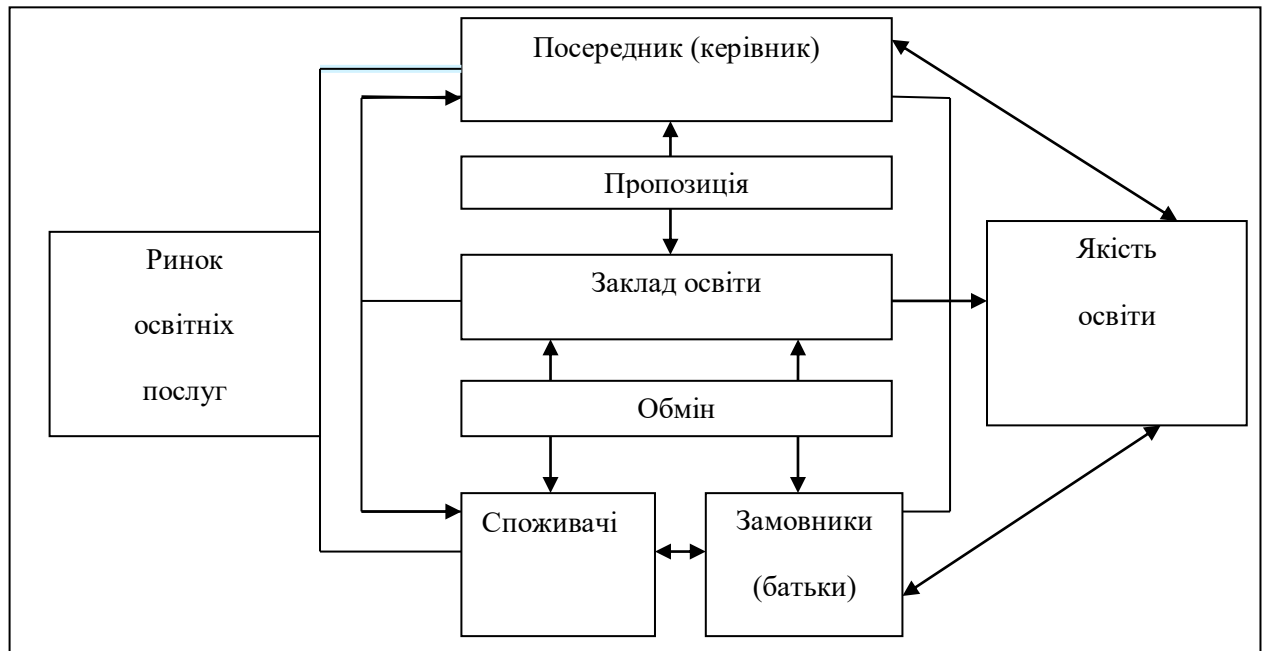 Посередник (керівник)
Пропозиція
Ринок
освітніх
послуг
Заклад освіти
Якість
освіти
Обмін
Споживачі
Замовники
(батьки)